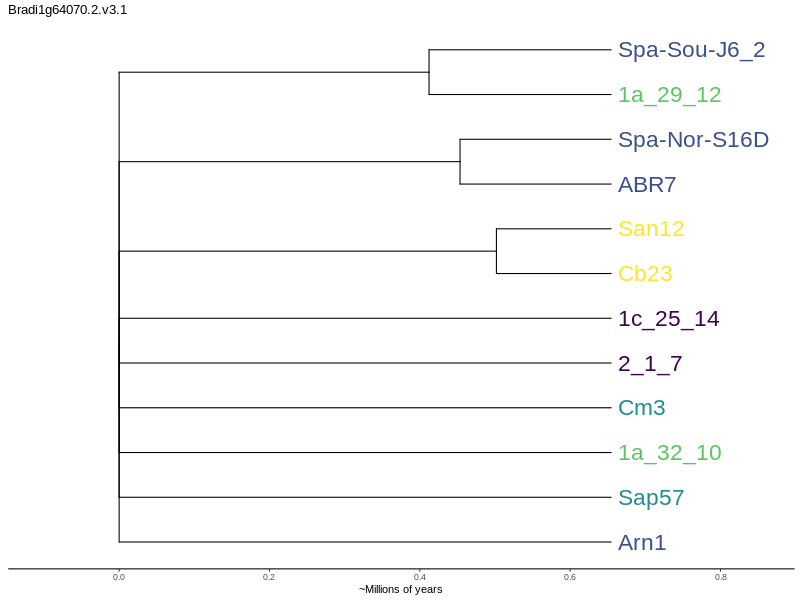 Bradi1g64070.2.v3.1
Spa-Sou-J6_2
1a_29_12
Spa-Nor-S16D
ABR7
San12
Cb23
1c_25_14
2_1_7
Cm3
1a_32_10
Sap57
Arn1
0.0 0.2 0.4 0.6 0.8
~Millions of years